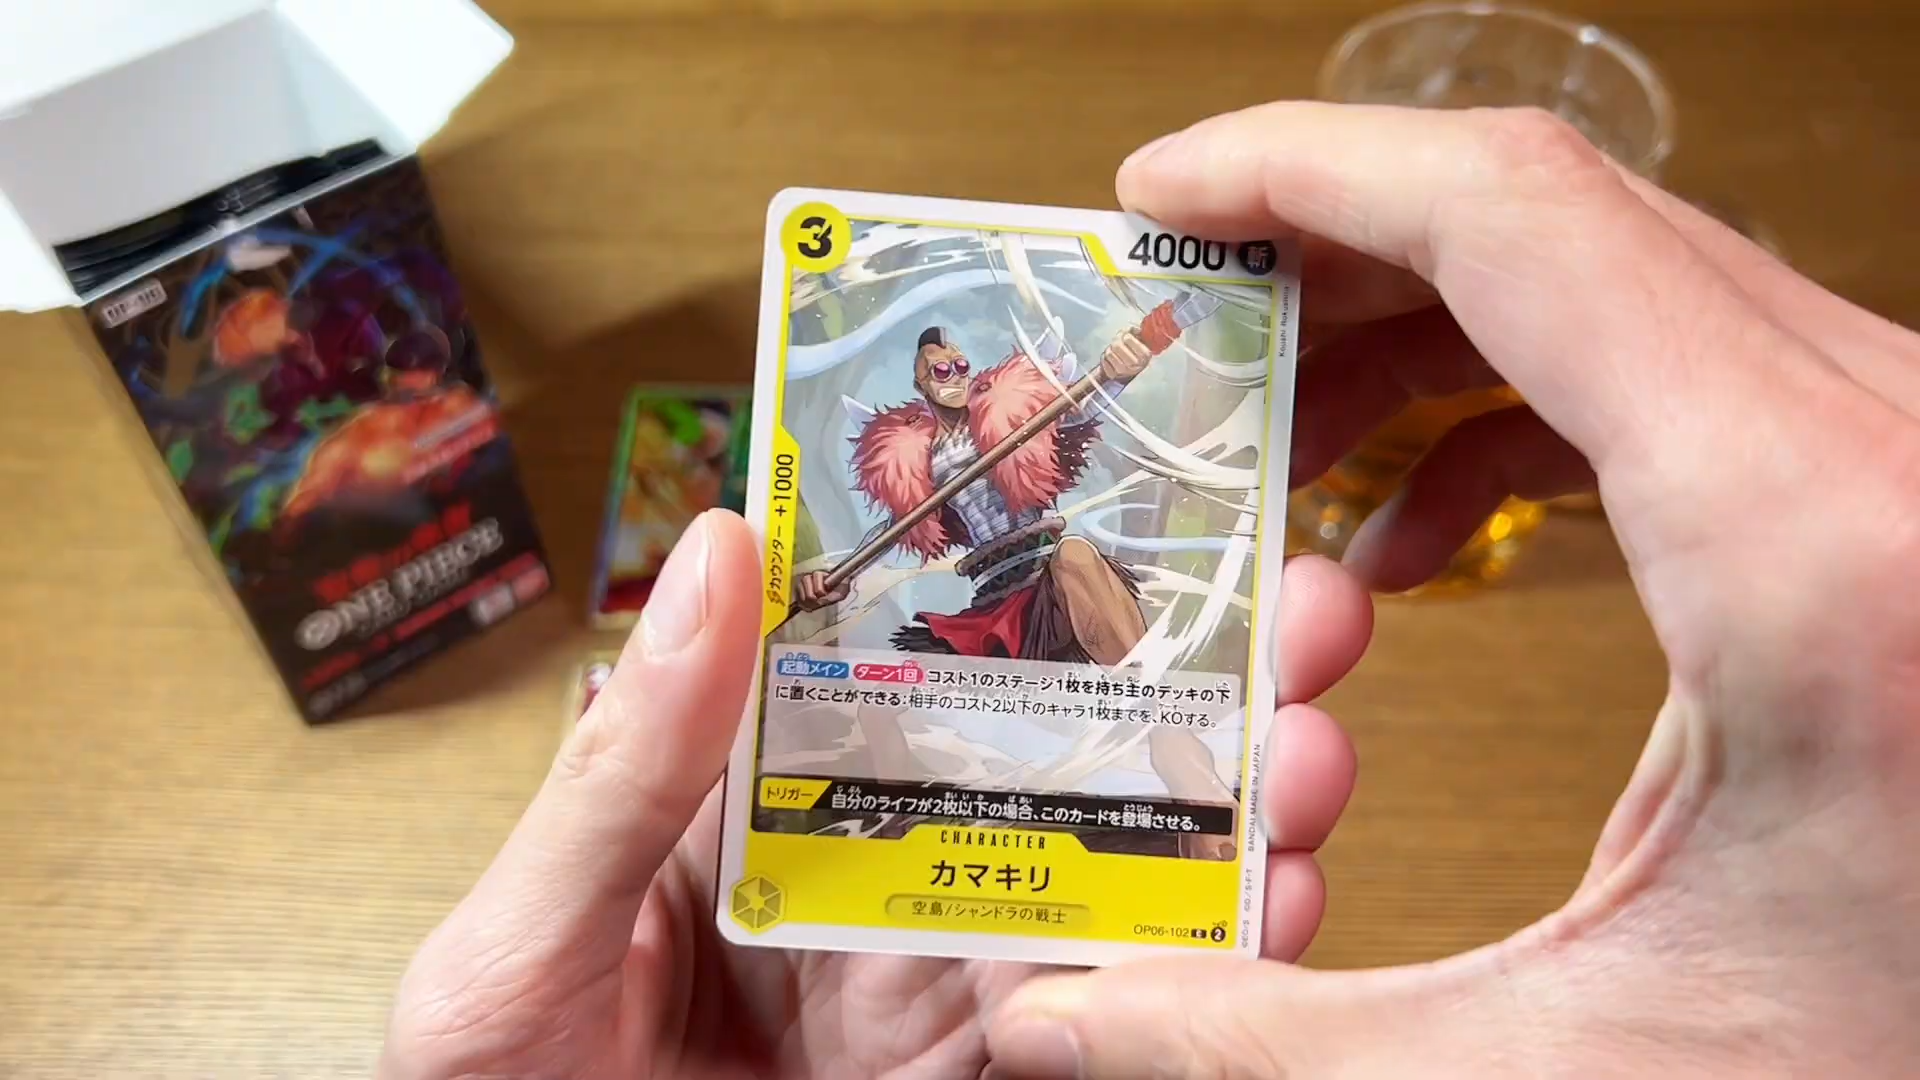 3
4000 斬
カウンター +1000
起動メイン ターン1回 コスト1のステージ1枚を持ち主のデッキの下
に置くことができる:相手のコスト2以下のキャラ1枚までを、KOする。
トリガー 自分のライフが2枚以下の場合、このカードを登場させる。
CHARACTER
カマキリ
空島/シャンドラの戦士
OP06-102 C 2
BANDAI MADE IN JAPAN
ONE PIECE